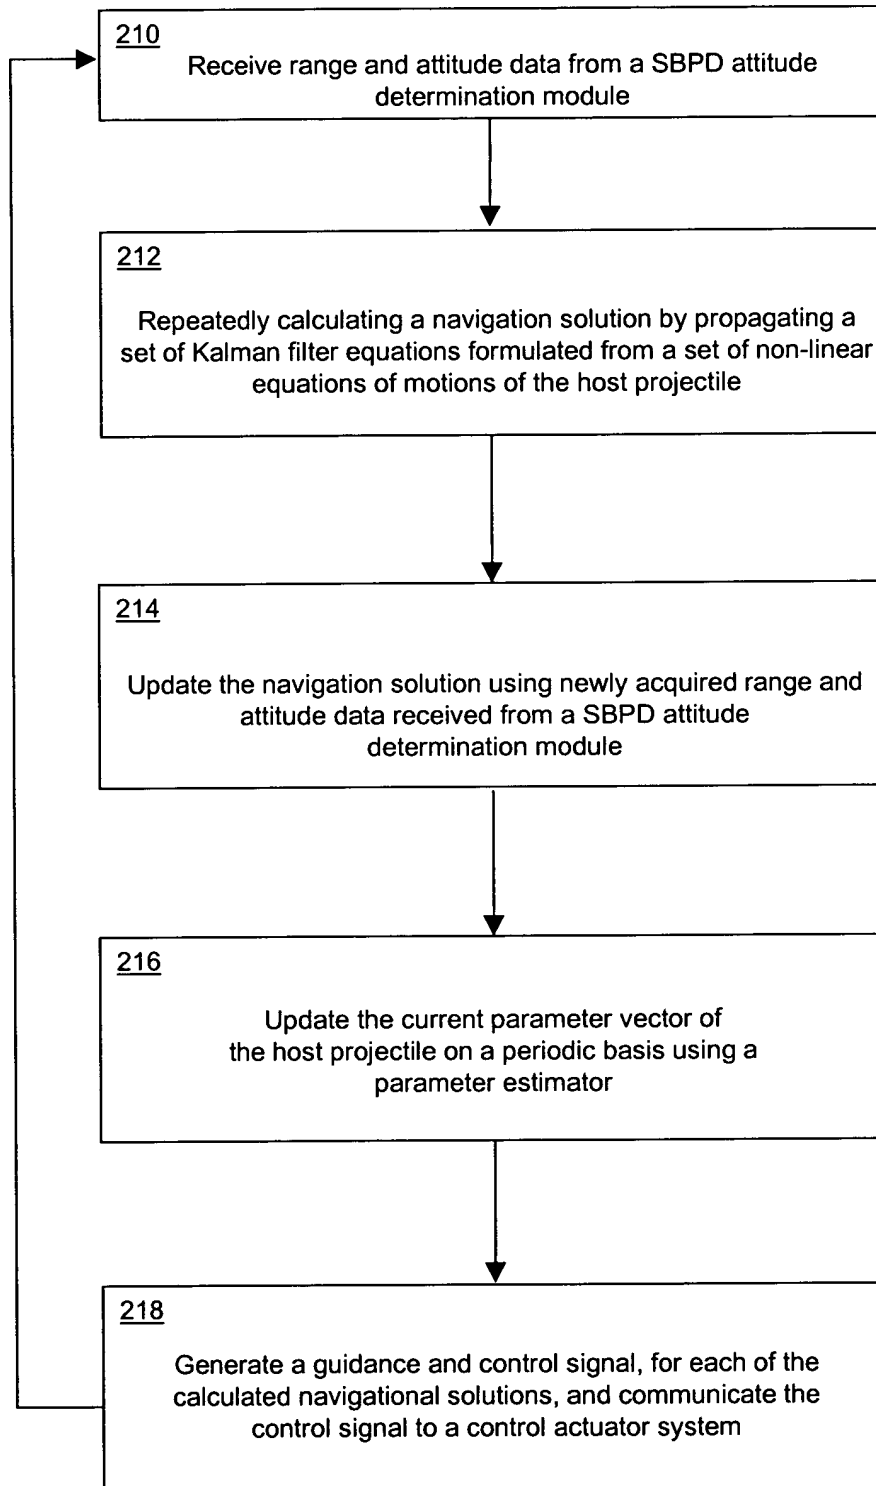 210
Receive range and attitude data from a SBPD attitude
determination module
212
Repeatedly calculating a navigation solution by propagating a
set of Kalman filter equations formulated from a set of non-linear
equations of motions of the host projectile
214
Update the navigation solution using newly acquired range and
attitude data received from a SBPD attitude
determination module
216
Update the current parameter vector of
the host projectile on a periodic basis using a
parameter estimator
218
Generate a guidance and control signal, for each of the
calculated navigational solutions, and communicate the
control signal to a control actuator system